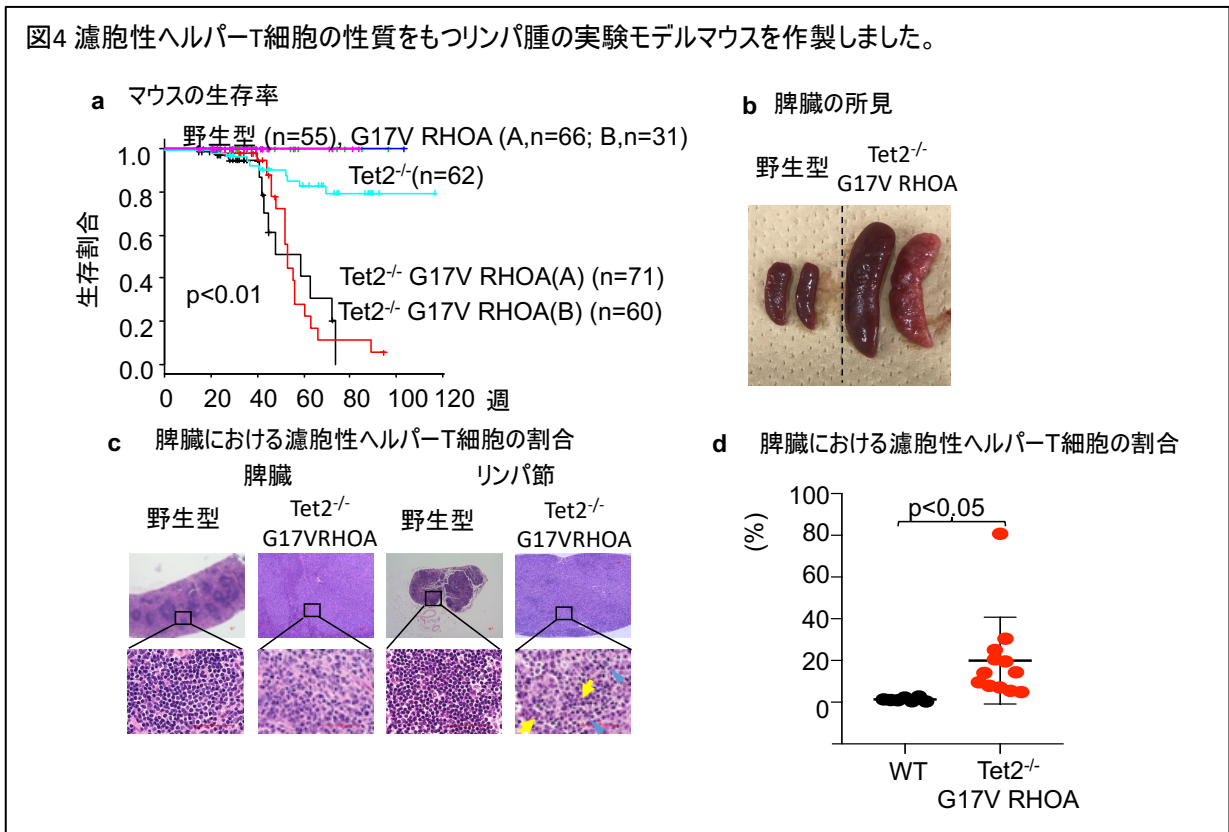 図4 濾胞性ヘルパーT細胞の性質をもつリンパ腫の実験モデルマウスを作製しました。
a マウスの生存率
野生型 (n=55), G17V RHOA (A,n=66; B,n=31)
Tet2-/-(n=62)
Tet2-/- G17V RHOA(A) (n=71)
Tet2-/- G17V RHOA(B) (n=60)
p<0.01
生存割合
1.0
0.8
0.6
0.4
0.2
0.0
0 20 40 60 80 100 120 週
b 脾臓の所見
野生型
Tet2-/-
G17V RHOA
c 脾臓における濾胞性ヘルパーT細胞の割合
脾臓 リンパ節
野生型
Tet2-/-
G17VRHOA
野生型
Tet2-/-
G17VRHOA
d 脾臓における濾胞性ヘルパーT細胞の割合
(%)
100
80
60
40
20
0
p<0.05
WT
Tet2-/-
G17V RHOA